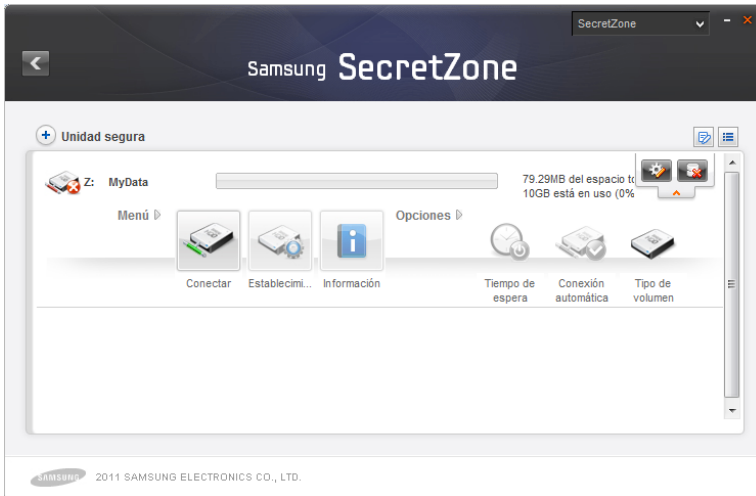 SecretZone
Samsung SecretZone
Unidad segura
Z: MyData
79.29MB del espacio
10GB está en uso (0%
Menú
Opciones
Conectar
Establecimi...
Información
Tiempo de
espera
Conexión
automática
Tipo de
volumen
SAMSUNG 2011 SAMSUNG ELECTRONICS CO., LTD.